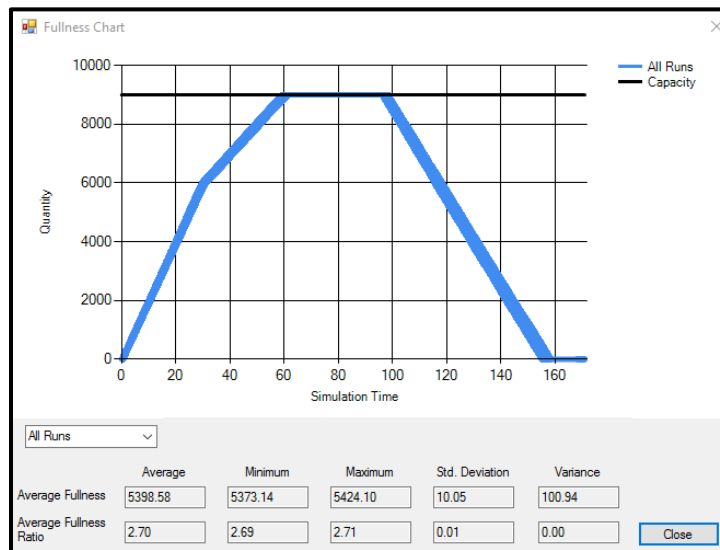 Fullness Chart
All Runs
Capacity
10000
8000
6000
4000
2000
0
Quantity
0 20 40 60 80 100 120 140 160
Simulation Time
All Runs
Average Minimum Maximum Std. Deviation Variance
Average Fullness 5398.58 5373.14 5424.10 10.05 100.94
Average Fullness
Ratio 2.70 2.69 2.71 0.01 0.00
Close